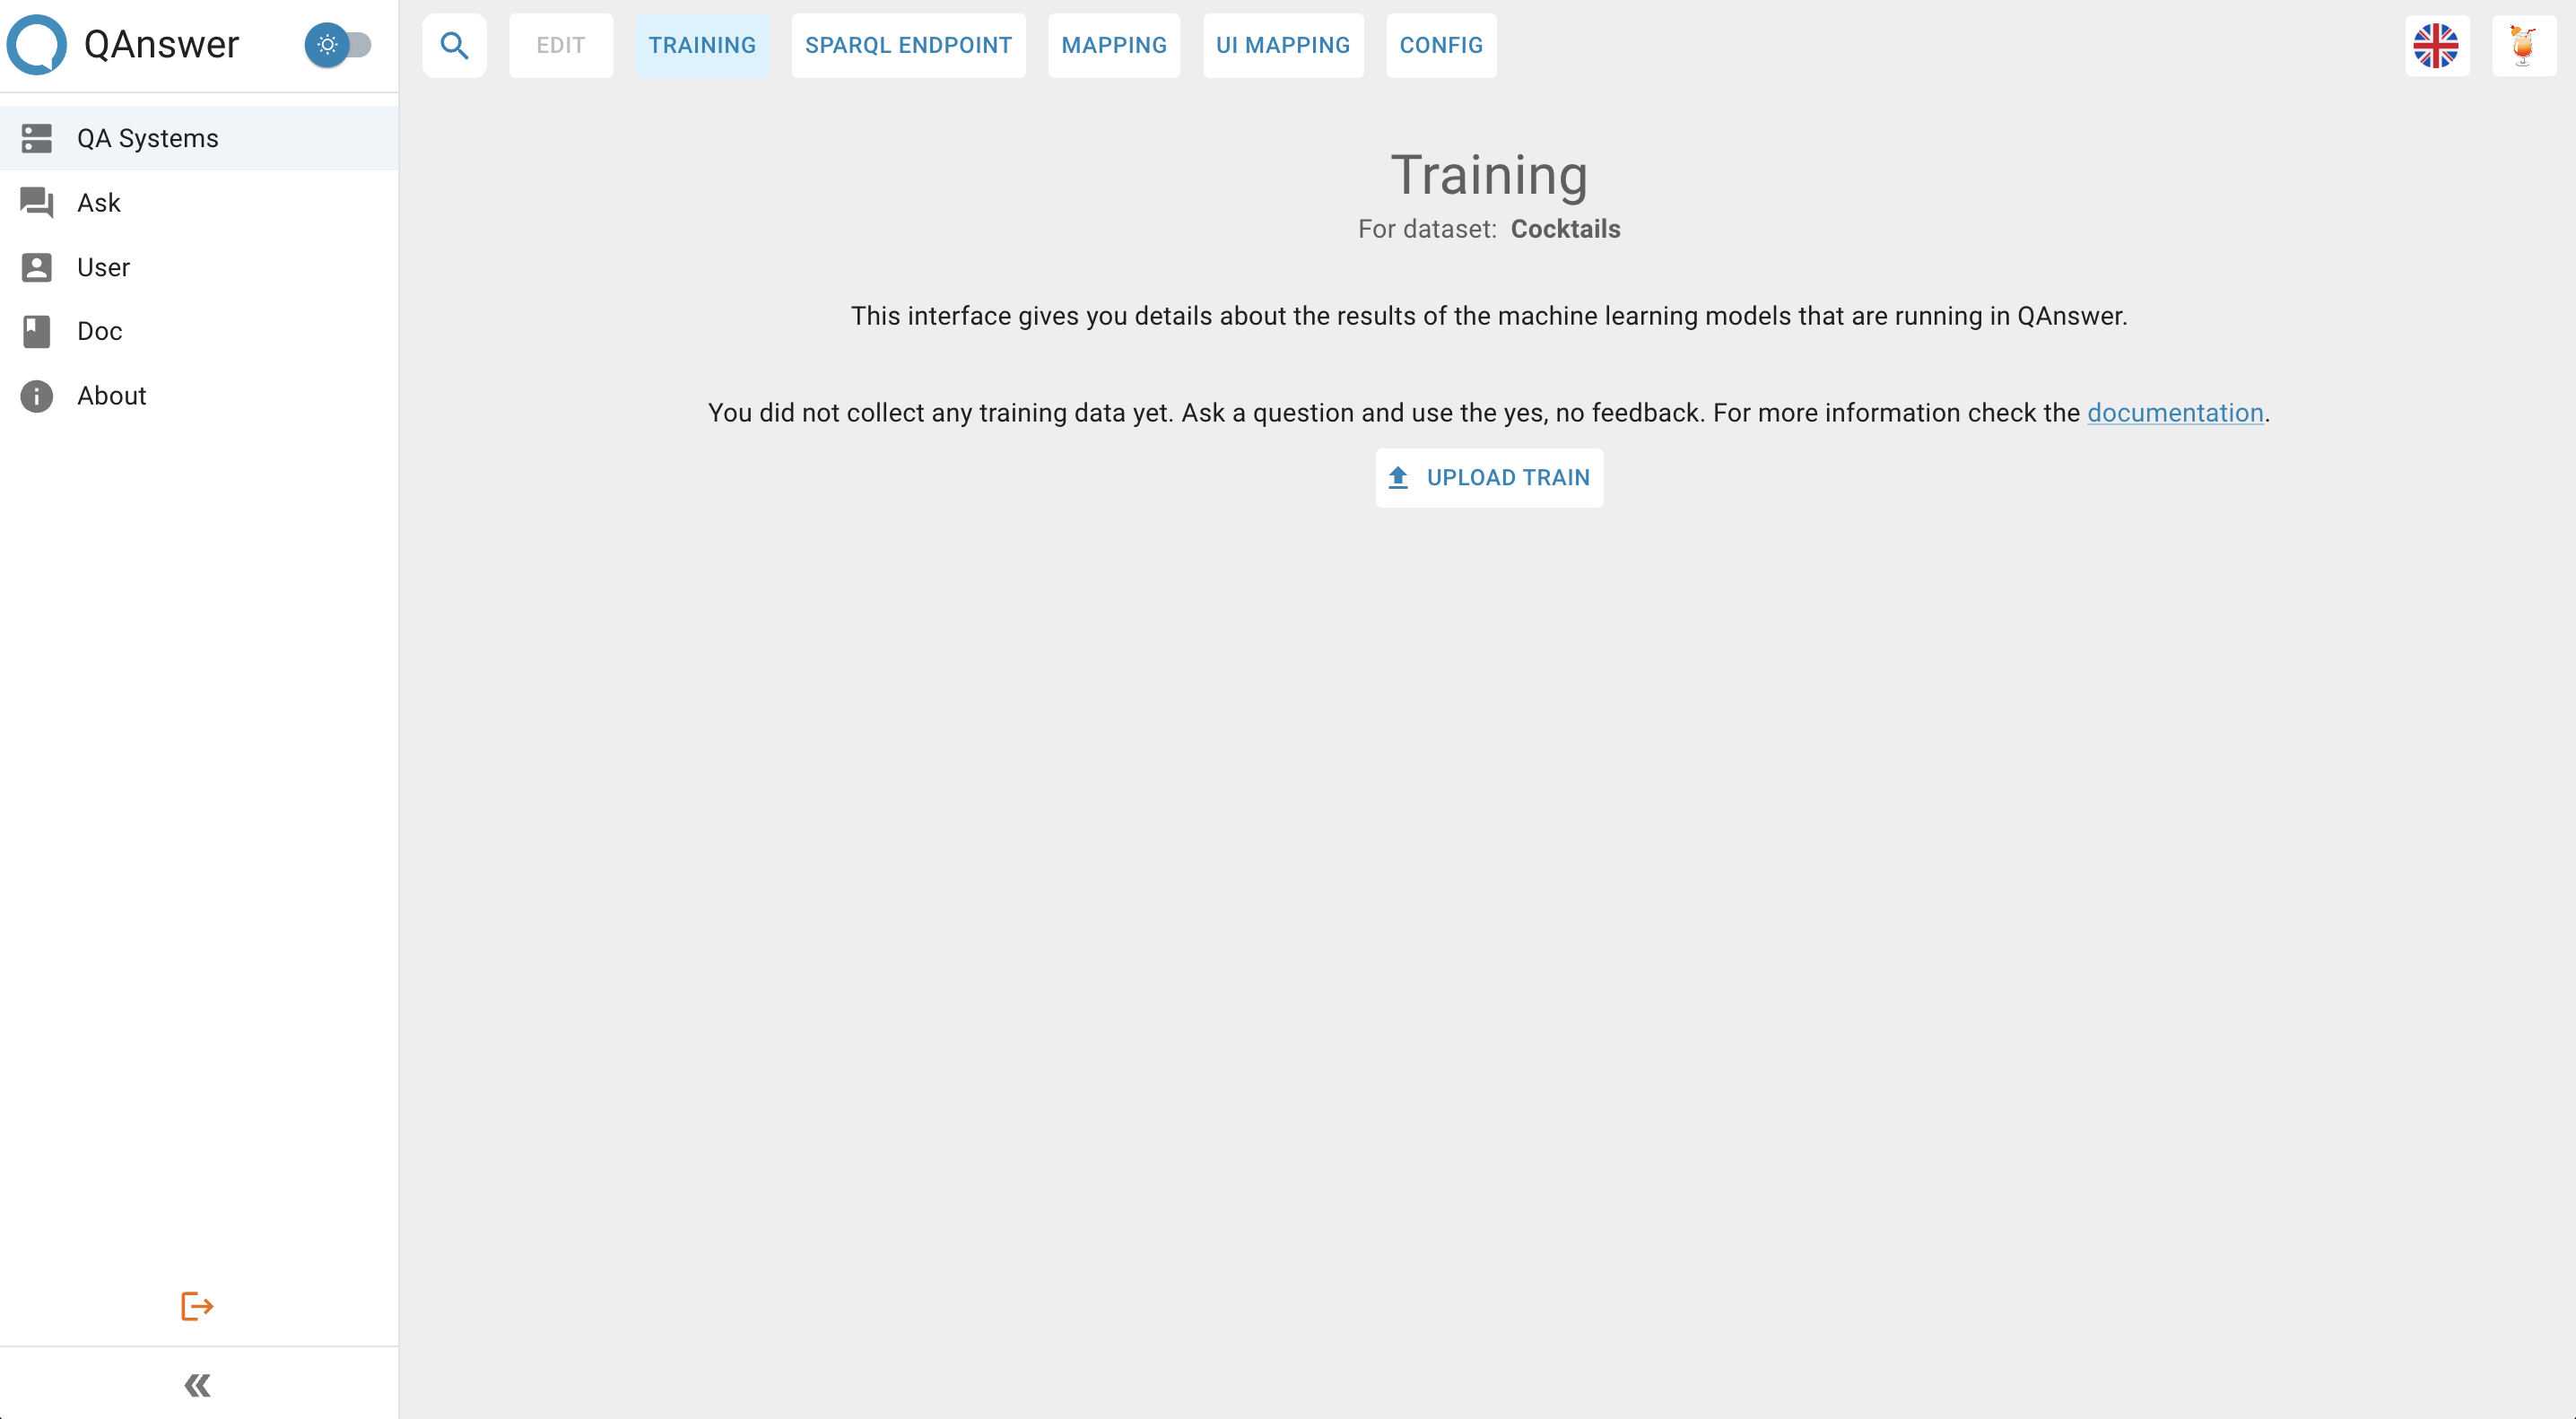 QAnswer
QA Systems
Ask
User
Doc
About
EDIT
TRAINING
SPARQL ENDPOINT
MAPPING
UI MAPPING
CONFIG
Training
For dataset: Cocktails
This interface gives you details about the results of the machine learning models that are running in QAnswer.
You did not collect any training data yet. Ask a question and use the yes, no feedback. For more information check the documentation.
UPLOAD TRAIN